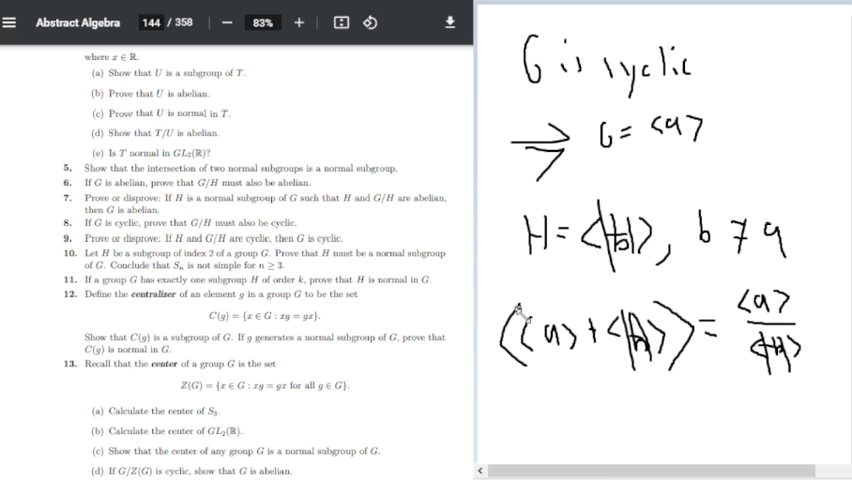 Abstract Algebra 144 / 358 83%
where x ∈ ℝ.
(a) Show that U is a subgroup of T.
(b) Prove that U is abelian.
(c) Prove that U is normal in T.
(d) Show that T/U is abelian.
(e) Is T normal in GL₂(ℝ)?
5. Show that the intersection of two normal subgroups is a normal subgroup.
6. If G is abelian, prove that G/H must also be abelian.
7. Prove or disprove: If H is a normal subgroup of G such that H and G/H are abelian,
then G is abelian.
8. If G is cyclic, prove that G/H must also be cyclic.
9. Prove or disprove: If H and G/H are cyclic, then G is cyclic.
10. Let H be a subgroup of index 2 of a group G. Prove that H must be a normal subgroup
of G. Conclude that Sₙ is not simple for n ≥ 3.
11. If a group G has exactly one subgroup H of order k, prove that H is normal in G.
12. Define the centralizer of an element g in a group G to be the set
C(g) = {x ∈ G : xg = gx}.
Show that C(g) is a subgroup of G. If g generates a normal subgroup of G, prove that
C(g) is normal in G.
13. Recall that the center of a group G is the set
Z(G) = {x ∈ G : xg = gx for all g ∈ G}.
(a) Calculate the center of S₃.
(b) Calculate the center of GL₂(ℝ).
(c) Show that the center of any group G is a normal subgroup of G.
(d) If G/Z(G) is cyclic, show that G is abelian.
G is cyclic
⇒ G = <a>